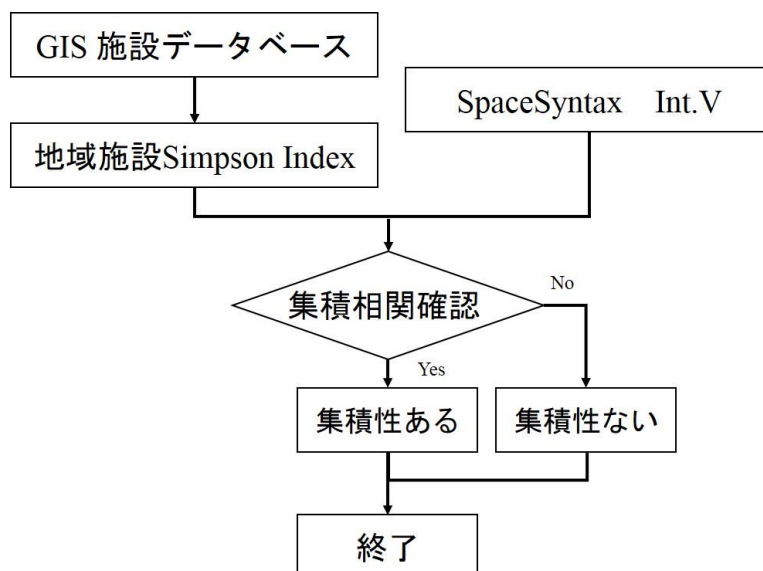 GIS 施設データベース
SpaceSyntax　Int.V
地域施設Simpson Index
集積相関確認
No
Yes
集積性ある
集積性ない
終了